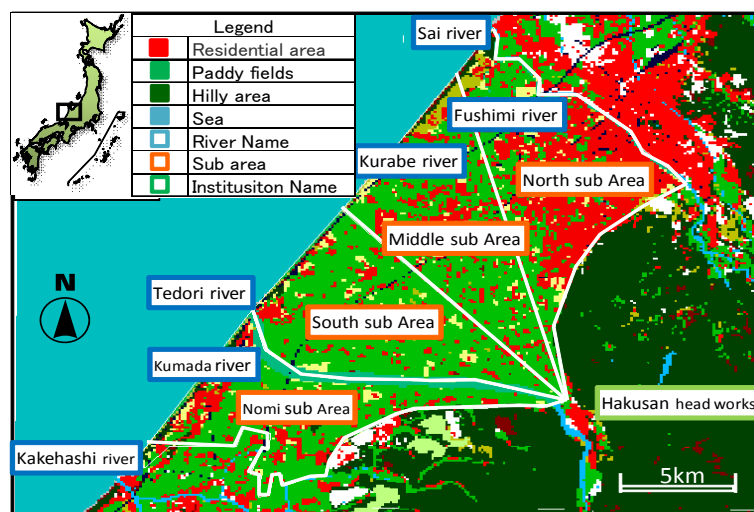 Legend
Residential area
Paddy fields
Hilly area
Sea
River Name
Sub area
Institusiton Name
Sai river
Fushimi river
Kurabe river
North sub Area
Middle sub Area
N
Tedori river
South sub Area
Kumada river
Nomi sub Area
Hakusan head works
Kakehashi river
5km